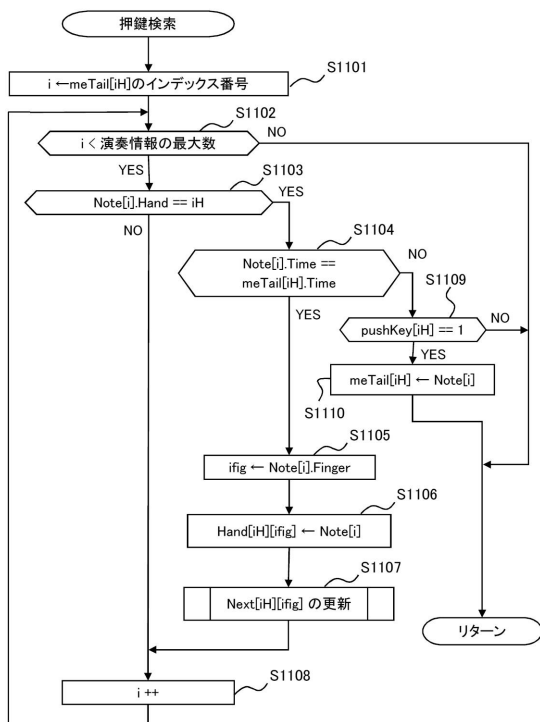 押鍵検索
S1101
i ←meTail[iH]のインデックス番号
S1102
i < 演奏情報の最大数
NO
YES
S1103
Note[i].Hand == iH
YES
NO
S1104
Note[i].Time ==
meTail[iH].Time
NO
YES
S1109
pushKey[iH] == 1
NO
YES
meTail[iH] ← Note[i]
S1110
S1105
ifig ← Note[i].Finger
S1106
Hand[iH][ifig] ← Note[i]
S1107
Next[iH][ifig] の更新
リターン
S1108
i ++